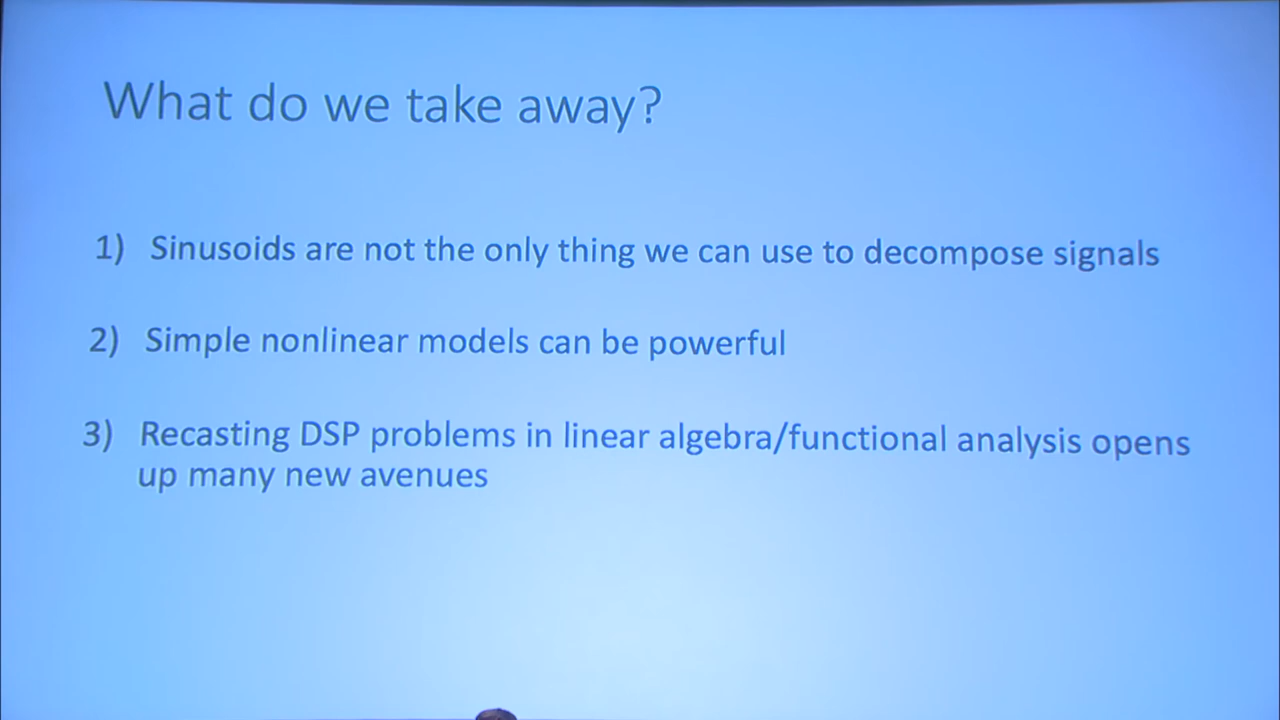 What do we take away?
1) Sinusoids are not the only thing we can use to decompose signals
2) Simple nonlinear models can be powerful
3) Recasting DSP problems in linear algebra/functional analysis opens
up many new avenues